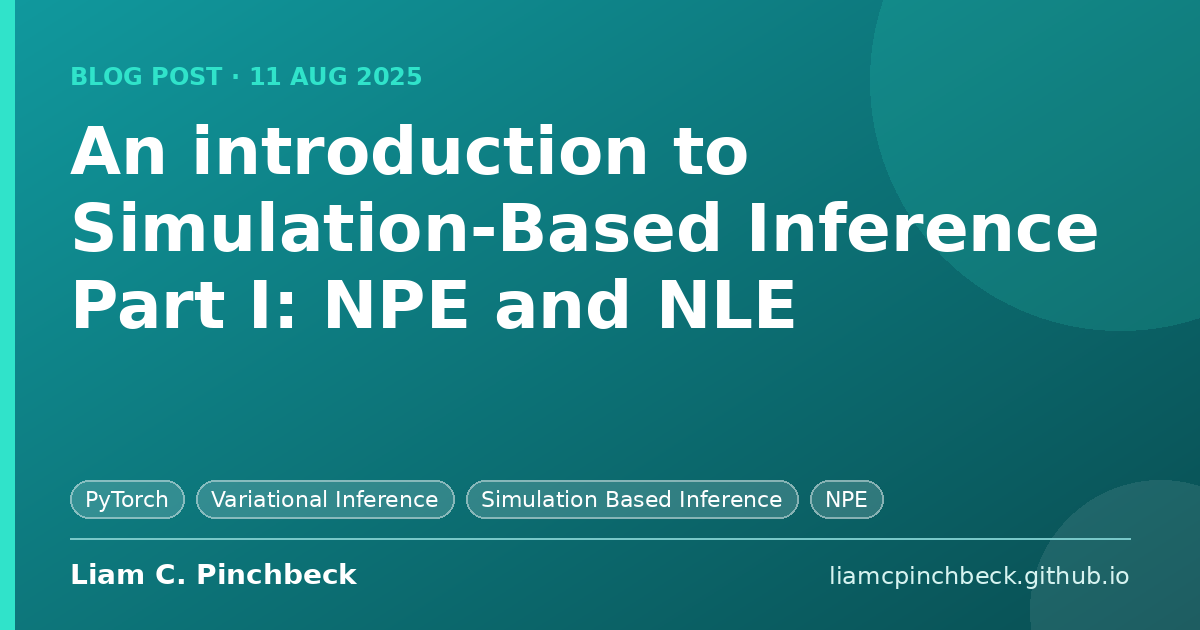 BLOG POST · 11 AUG 2025
An introduction to
Simulation-Based Inference
Part I: NPE and NLE
PyTorch Variational Inference Simulation Based Inference NPE
Liam C. Pinchbeck liamcpinchbeck.github.io